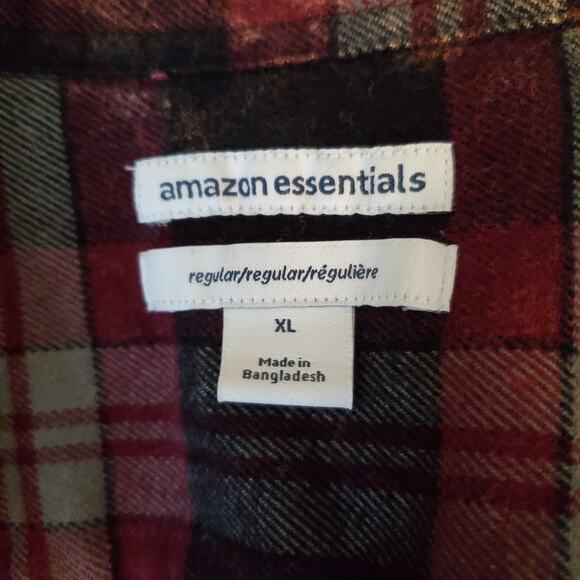 amazon essentials
regular/regular/régulière
XL
Made in
Bangladesh